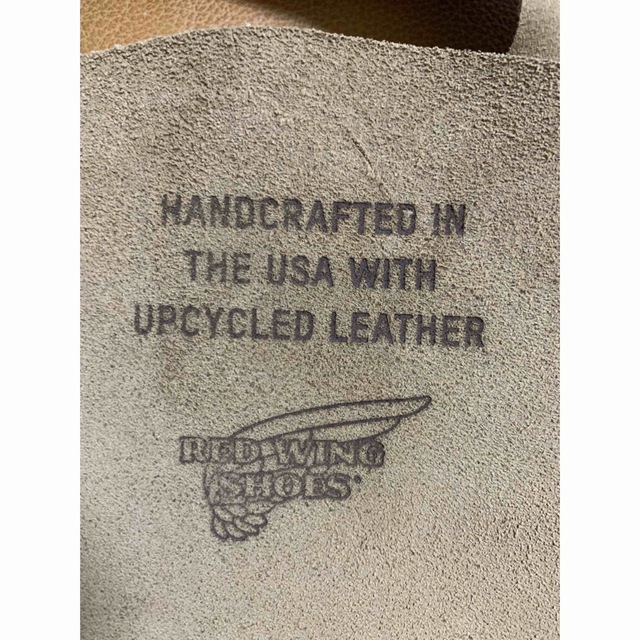 HANDCRAFTED IN
THE USA WITH
UPCYCLED LEATHER
RED WING
SHOES